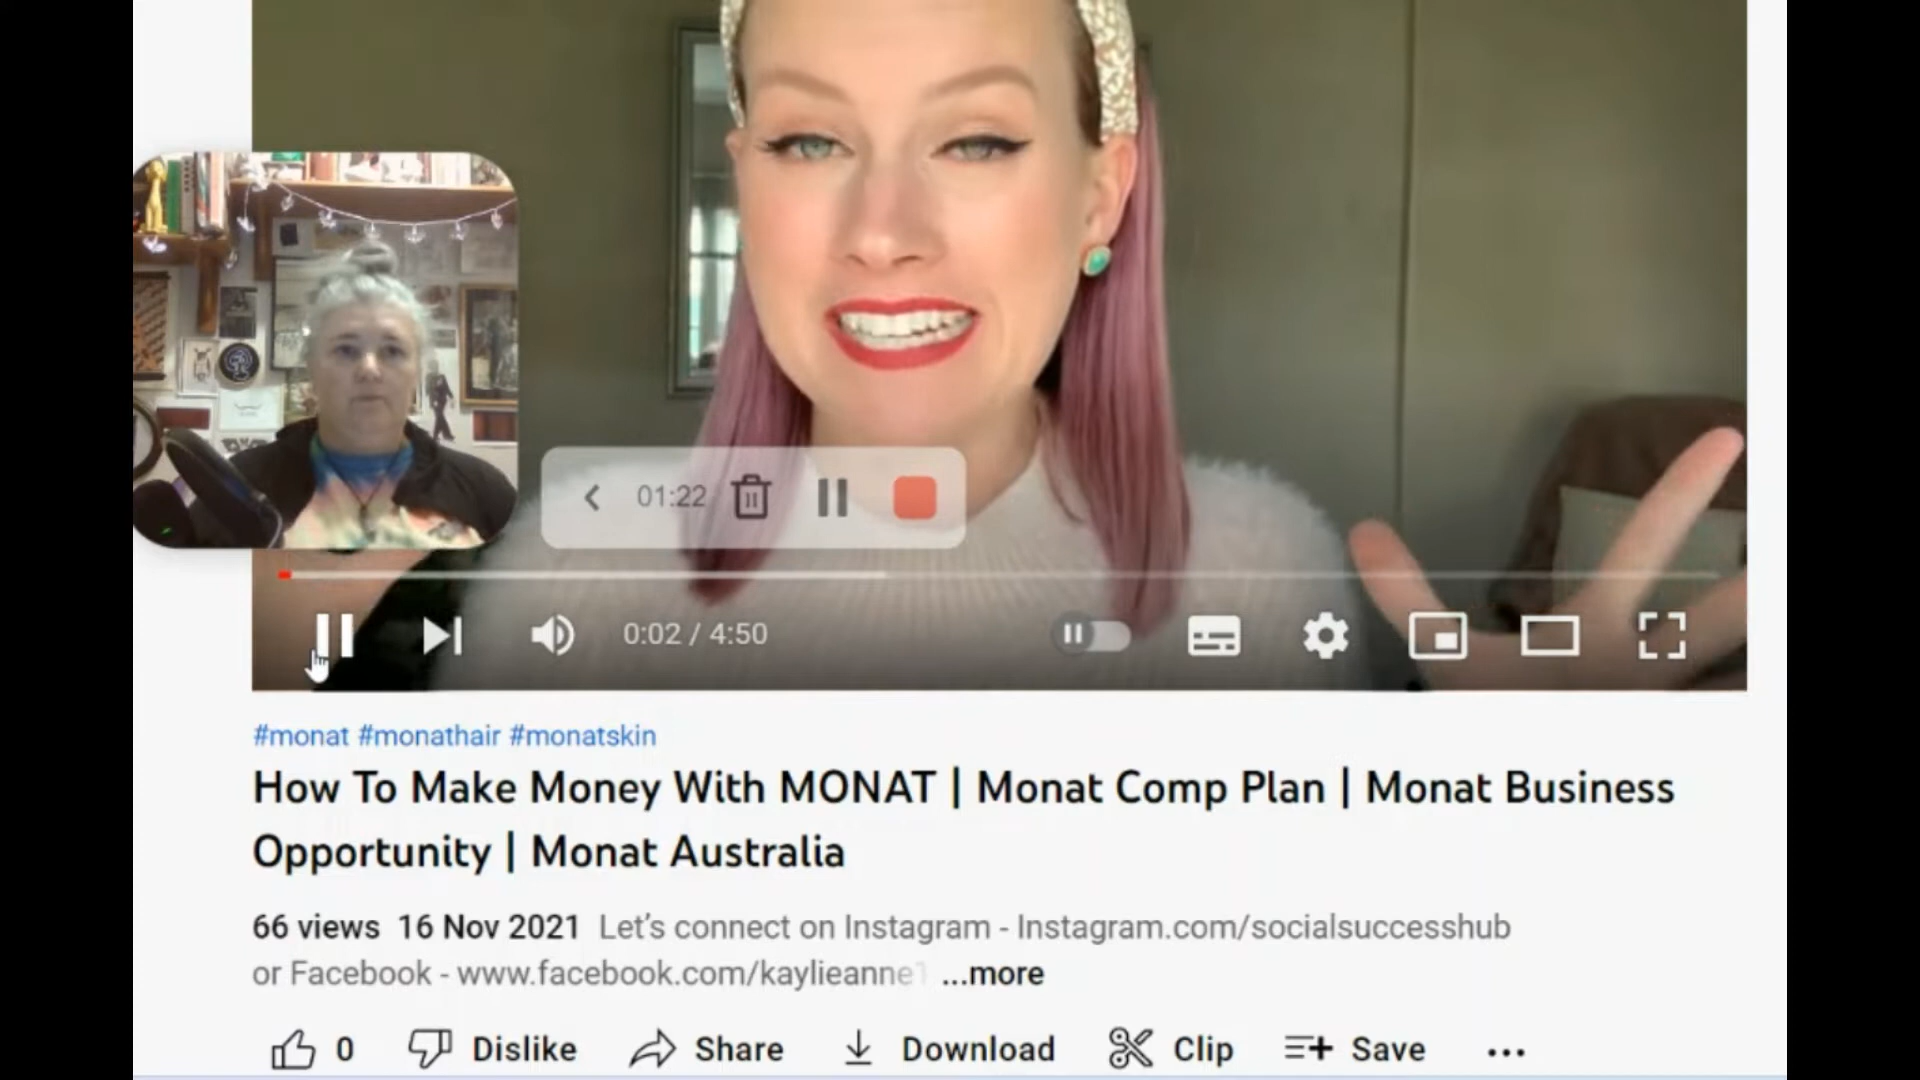 01:22
0:02 / 4:50
#monat #monathair #monatskin
How To Make Money With MONAT | Monat Comp Plan | Monat Business
Opportunity | Monat Australia
66 views 16 Nov 2021 Let's connect on Instagram - Instagram.com/socialsuccesshub
or Facebook - www.facebook.com/kaylieanne1 ...more
0 Dislike Share Download Clip Save